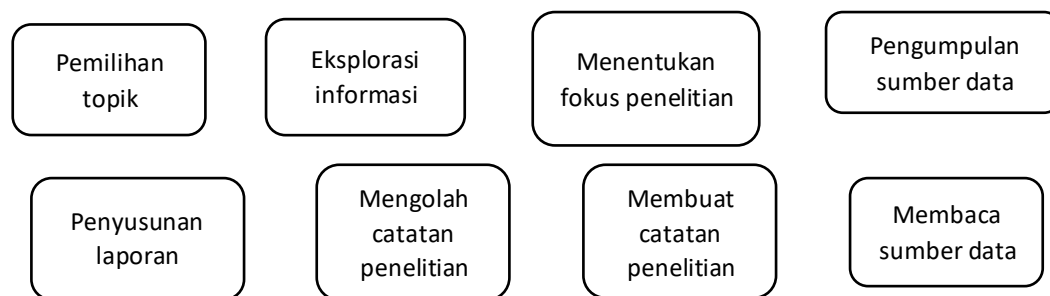 Pemilihan
topik
Eksplorasi
informasi
Menentukan
fokus penelitian
Pengumpulan
sumber data
Penyusunan
laporan
Mengolah
catatan
penelitian
Membuat
catatan
penelitian
Membaca
sumber data